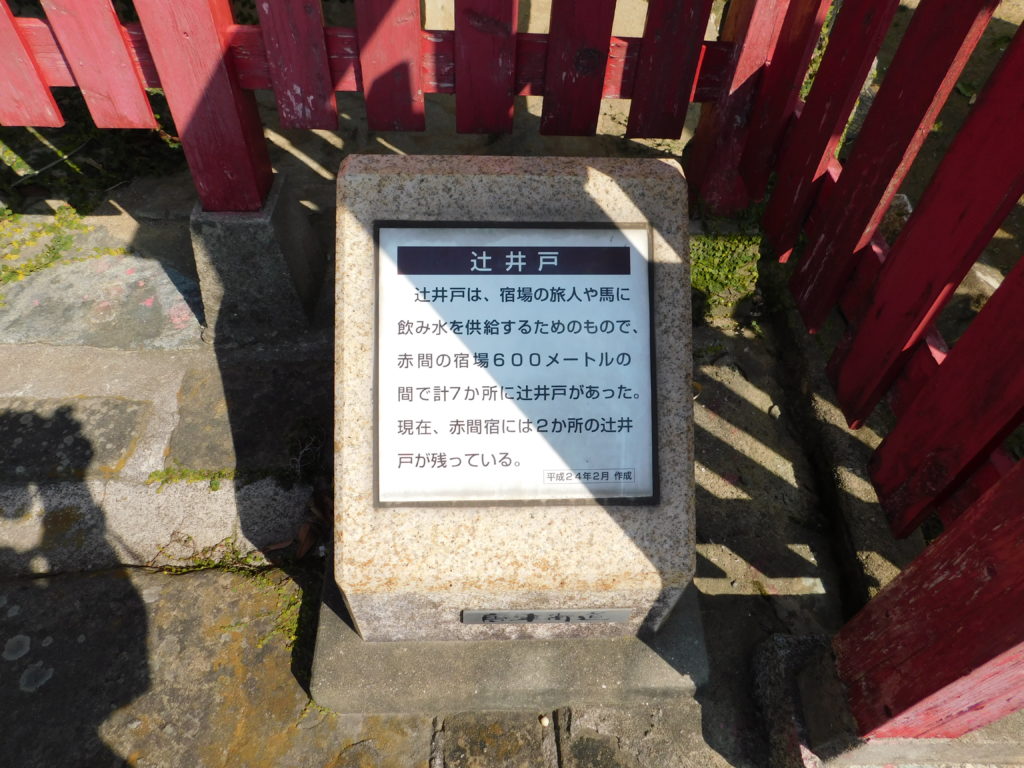 辻井戸
辻井戸は、宿場の旅人や馬に
飲み水を供給するためのもので、
赤間の宿場600メートルの
間で計7か所に辻井戸があった。
現在、赤間宿には2か所の辻井
戸が残っている。
平成24年2月 作成